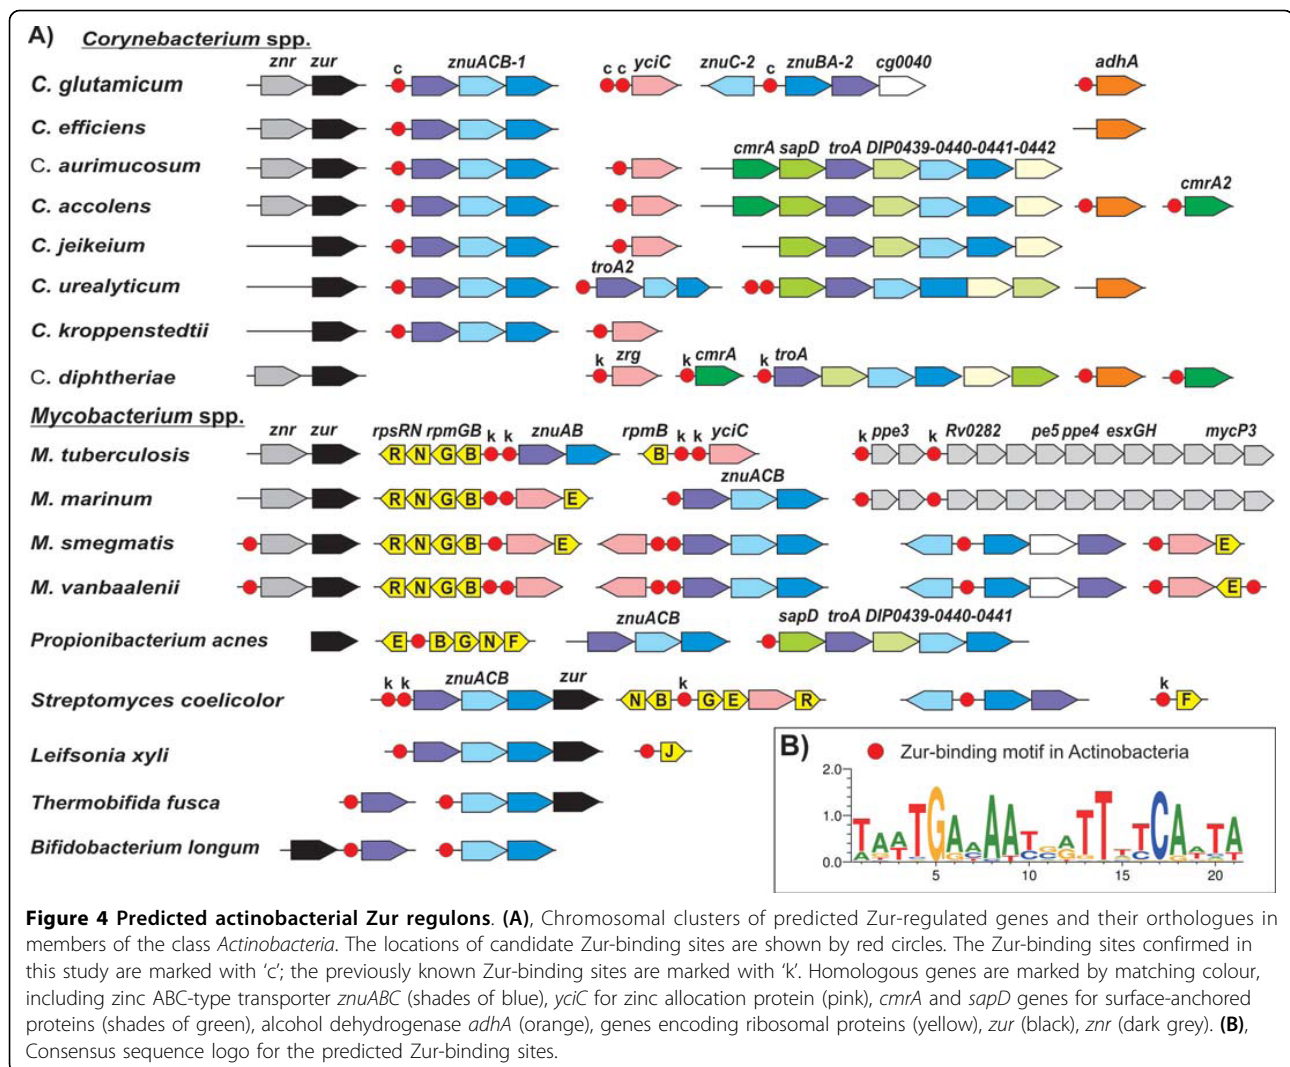 A) Corynebacterium spp.
znr zur c znuACB-1 c c yciC znuC-2 c znuBA-2 cg0040 adhA
C. glutamicum
C. efficiens
cmrA sapD troA DIP0439-0440-0441-0442
C. aurimucosum
cmrA2
C. accolens
C. jeikeium
troA2
C. urealyticum
C. kroppenstedtii
k zrg k cmrA k troA
C. diphtheriae
Mycobacterium spp.
znr zur rpsRN rpmGB k k znuAB rpmB k k yciC k ppe3 k Rv0282 pe5 ppe4 esxGH mycP3
M. tuberculosis R N G B B
znuACB
M. marinum R N G B E
M. smegmatis R N G B E E
M. vanbaalenii R N G B E
znuACB sapD troA DIP0439-0440-0441
Propionibacterium acnes E B G N F
k k znuACB zur k k
Streptomyces coelicolor N B G E R F
Leifsonia xyli J
Thermobifida fusca
Bifidobacterium longum
B) Zur-binding motif in Actinobacteria
2.0
1.0
0.0
5 10 15 20
Figure 4 Predicted actinobacterial Zur regulons. (A), Chromosomal clusters of predicted Zur-regulated genes and their orthologues in
members of the class Actinobacteria. The locations of candidate Zur-binding sites are shown by red circles. The Zur-binding sites confirmed in
this study are marked with ‘c’; the previously known Zur-binding sites are marked with ‘k’. Homologous genes are marked by matching colour,
including zinc ABC-type transporter znuABC (shades of blue), yciC for zinc allocation protein (pink), cmrA and sapD genes for surface-anchored
proteins (shades of green), alcohol dehydrogenase adhA (orange), genes encoding ribosomal proteins (yellow), zur (black), znr (dark grey). (B),
Consensus sequence logo for the predicted Zur-binding sites.